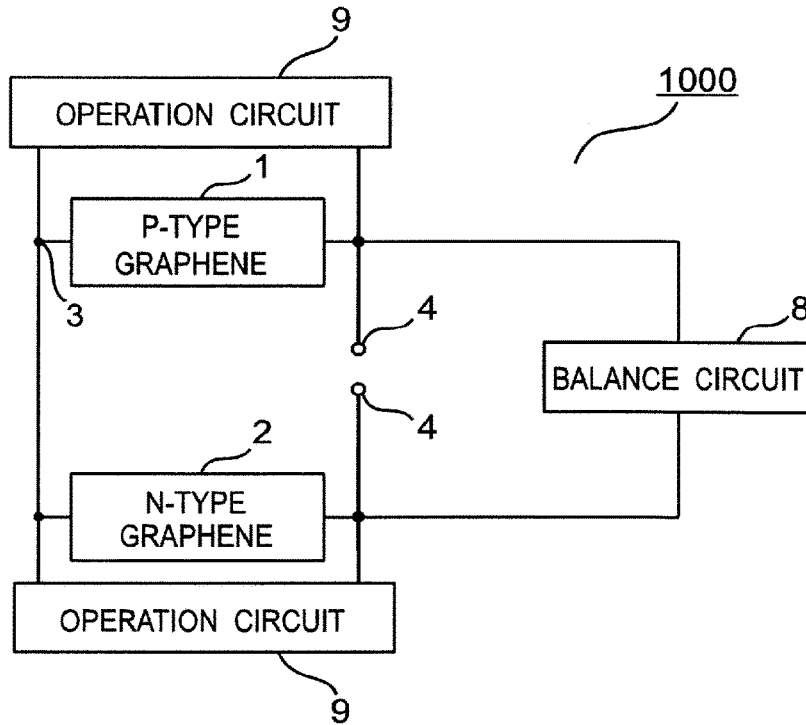 9
OPERATION CIRCUIT
1000
1
P-TYPE
GRAPHENE
3
4
8
BALANCE CIRCUIT
4
2
N-TYPE
GRAPHENE
OPERATION CIRCUIT
9